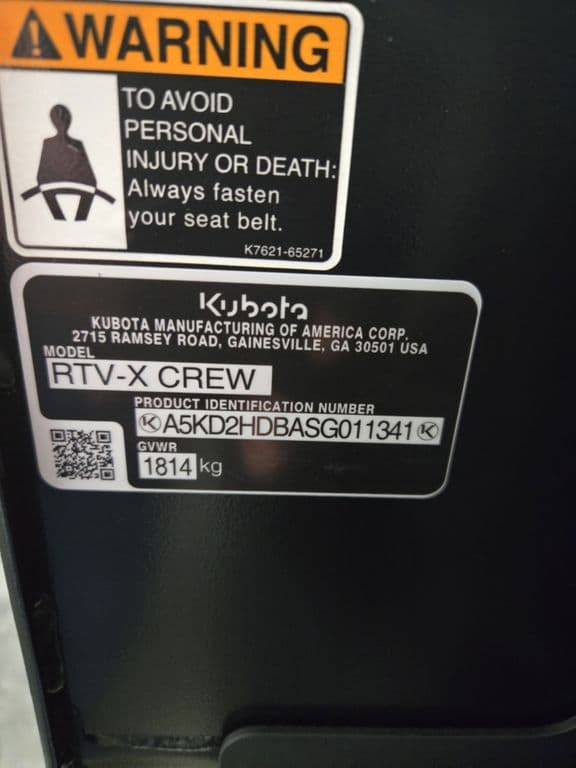 WARNING
TO AVOID
PERSONAL
INJURY OR DEATH:
Always fasten
your seat belt.
K7621-65271
Kubota
KUBOTA MANUFACTURING OF AMERICA CORP.
2715 RAMSEY ROAD, GAINESVILLE, GA 30501 USA
MODEL
RTV-X CREW
PRODUCT IDENTIFICATION NUMBER
K A5KD2HDBASG011341 K
GVWR
1814 kg